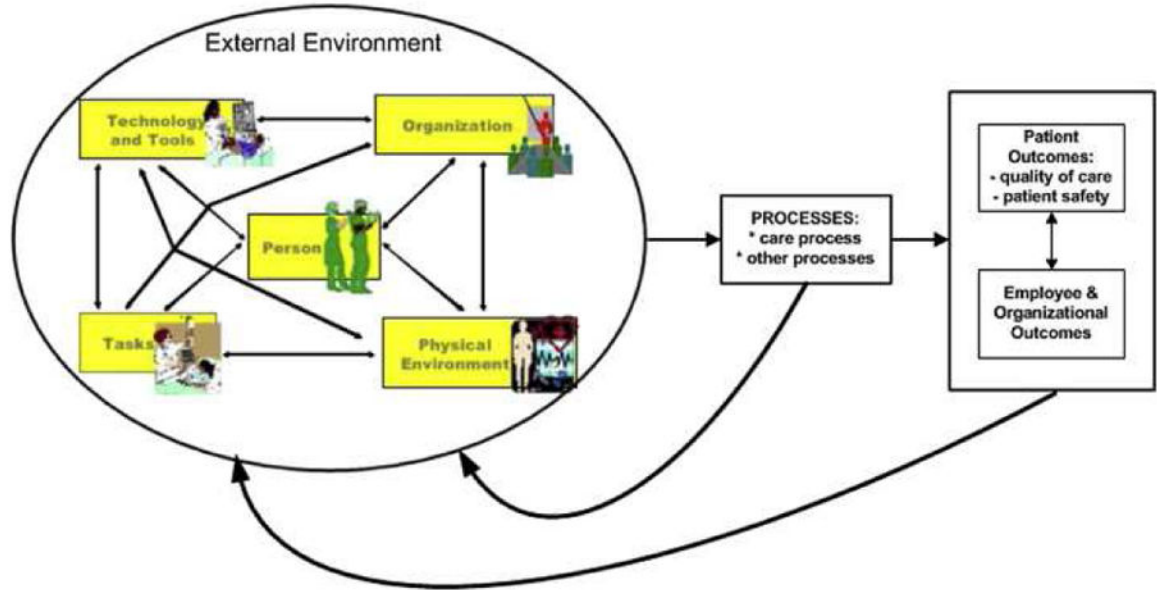 External Environment
Technology
and Tools
Organization
Person
Tasks
Physical
Environment
PROCESSES:
* care process
* other processes
Patient
Outcomes:
- quality of care
- patient safety
Employee &
Organizational
Outcomes